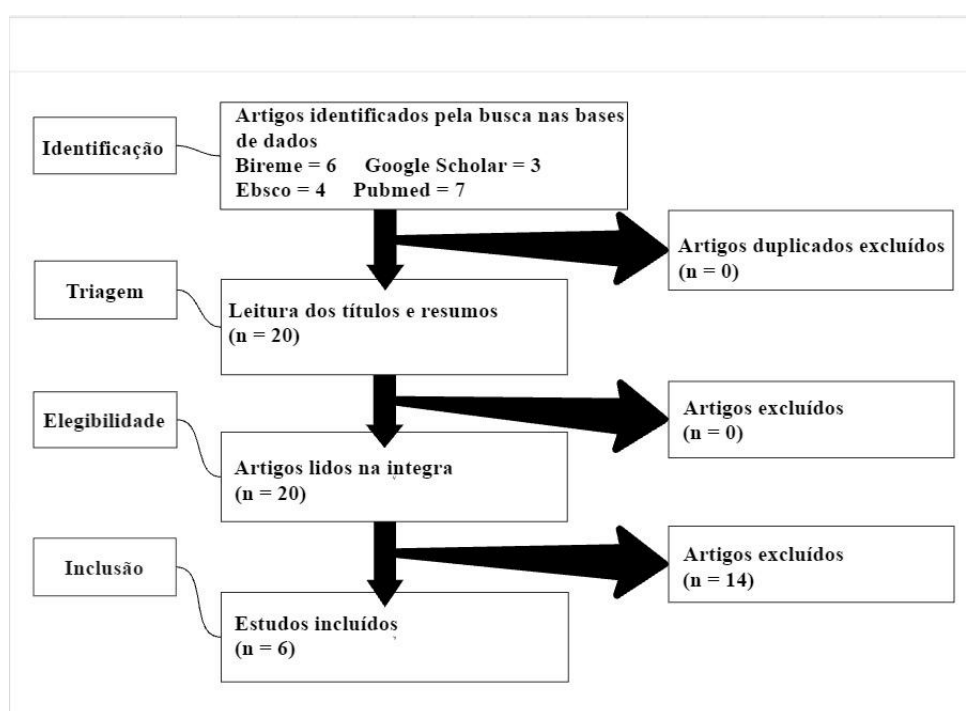 Identificação
Artigos identificados pela busca nas bases
de dados
Bireme = 6 Google Scholar = 3
Ebsco = 4 Pubmed = 7
Artigos duplicados excluídos
(n = 0)
Triagem
Leitura dos títulos e resumos
(n = 20)
Artigos excluídos
(n = 0)
Elegibilidade
Artigos lidos na integra
(n = 20)
Artigos excluídos
(n = 14)
Inclusão
Estudos incluídos
(n = 6)